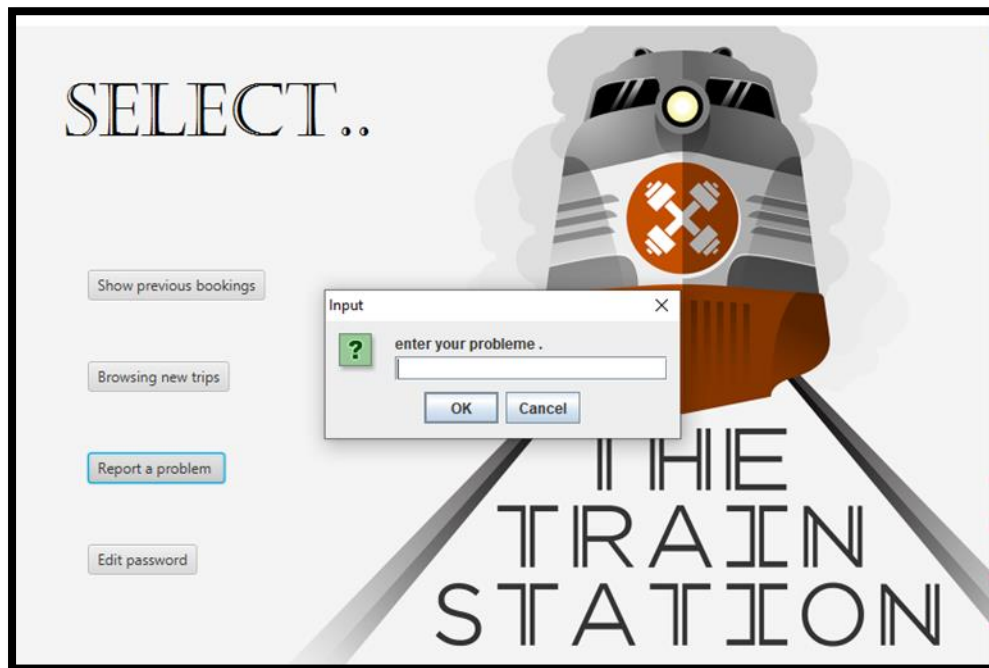 SELECT..
Show previous bookings
Browsing new trips
Report a problem
Edit password
Input
enter your probleme .
OK
Cancel
THE
TRAIN
STATION